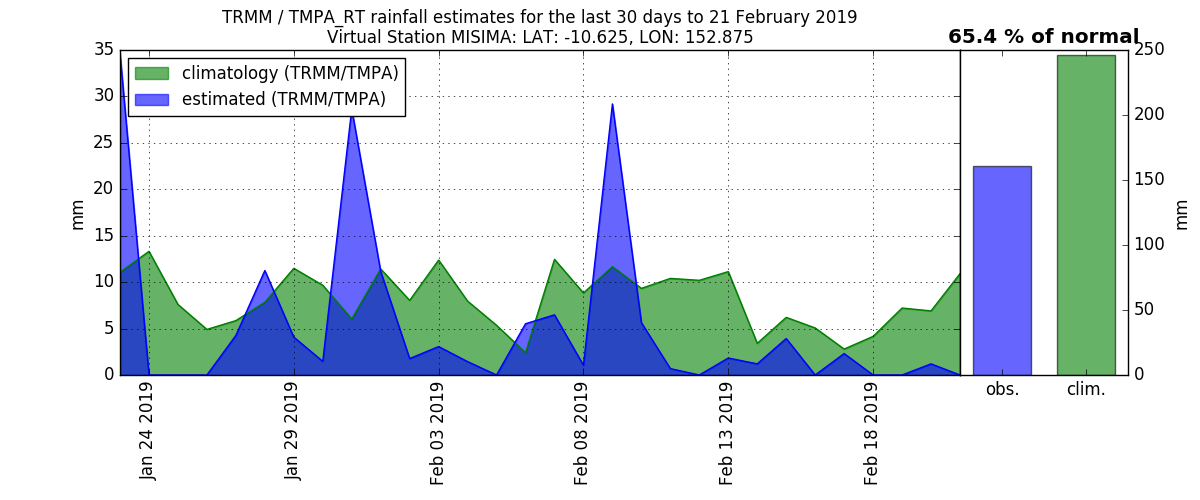 TRMM / TMPA_RT rainfall estimates for the last 30 days to 21 February 2019
Virtual Station MISIMA: LAT: -10.625, LON: 152.875
65.4 % of normal
climatology (TRMM/TMPA)
estimated (TRMM/TMPA)
mm
35
30
25
20
15
10
5
0
Jan 24 2019
Jan 29 2019
Feb 03 2019
Feb 08 2019
Feb 13 2019
Feb 18 2019
250
200
150
100
50
0
mm
obs.
clim.